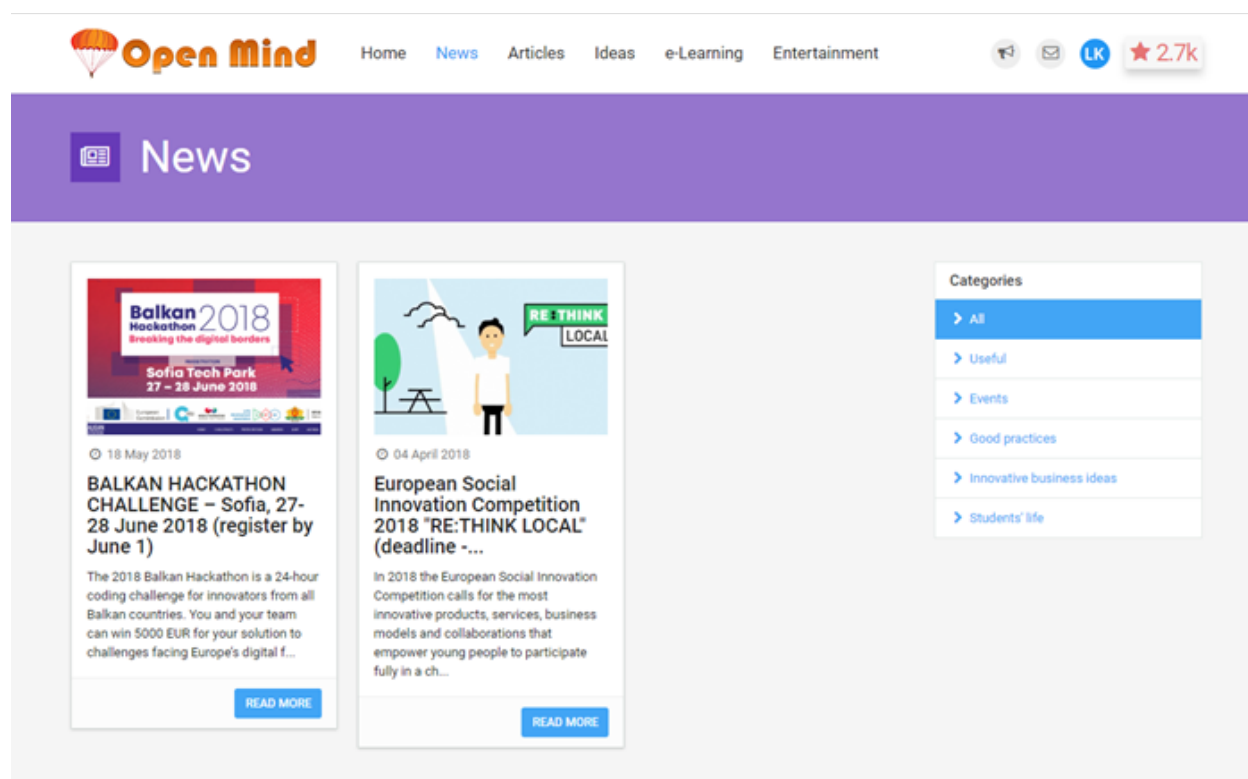 Open Mind
Home News Articles Ideas e-Learning Entertainment
LK
2.7k
News
Balkan 2018
Hackathon
Breaking the digital borders
Sofia Tech Park
27 – 28 June 2018
18 May 2018
BALKAN HACKATHON
CHALLENGE – Sofia, 27-
28 June 2018 (register by
June 1)
The 2018 Balkan Hackathon is a 24-hour
coding challenge for innovators from all
Balkan countries. You and your team
can win 5000 EUR for your solution to
challenges facing Europe's digital f...
READ MORE
RE:THINK
LOCAL
04 April 2018
European Social
Innovation Competition
2018 "RE:THINK LOCAL"
(deadline -...
In 2018 the European Social Innovation
Competition calls for the most
innovative products, services, business
models and collaborations that
empower young people to participate
fully in a ch...
READ MORE
Categories
All
Useful
Events
Good practices
Innovative business ideas
Students' life